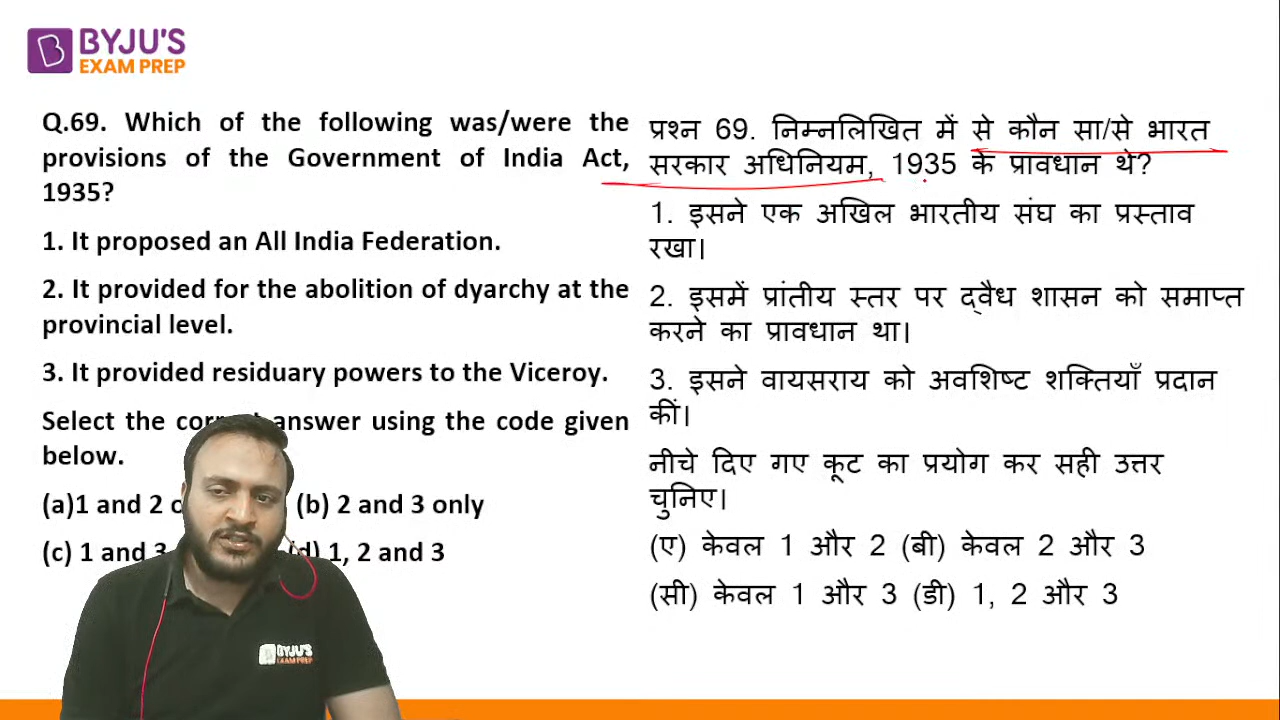 BYJU'S
EXAM PREP
Q.69. Which of the following was/were the
provisions of the Government of India Act,
1935?
1. It proposed an All India Federation.
2. It provided for the abolition of dyarchy at the
provincial level.
3. It provided residuary powers to the Viceroy.
Select the answer using the code given
below.
(a)1 and 2 (b) 2 and 3 only
(c) 1 and 3 (d) 1, 2 and 3
प्रश्न 69. निम्नलिखित में से कौन सा/से भारत
सरकार अधिनियम, 1935 के प्रावधान थे?
1. इसने एक अखिल भारतीय संघ का प्रस्ताव
रखा।
2. इसमें प्रांतीय स्तर पर द्वैध शासन को समाप्त
करने का प्रावधान था।
3. इसने वायसराय को अवशिष्ट शक्तियाँ प्रदान
कीं।
नीचे दिए गए कूट का प्रयोग कर सही उत्तर
चुनिए।
(ए) केवल 1 और 2 (बी) केवल 2 और 3
(सी) केवल 1 और 3 (डी) 1, 2 और 3
BYJU'S
EXAM PREP